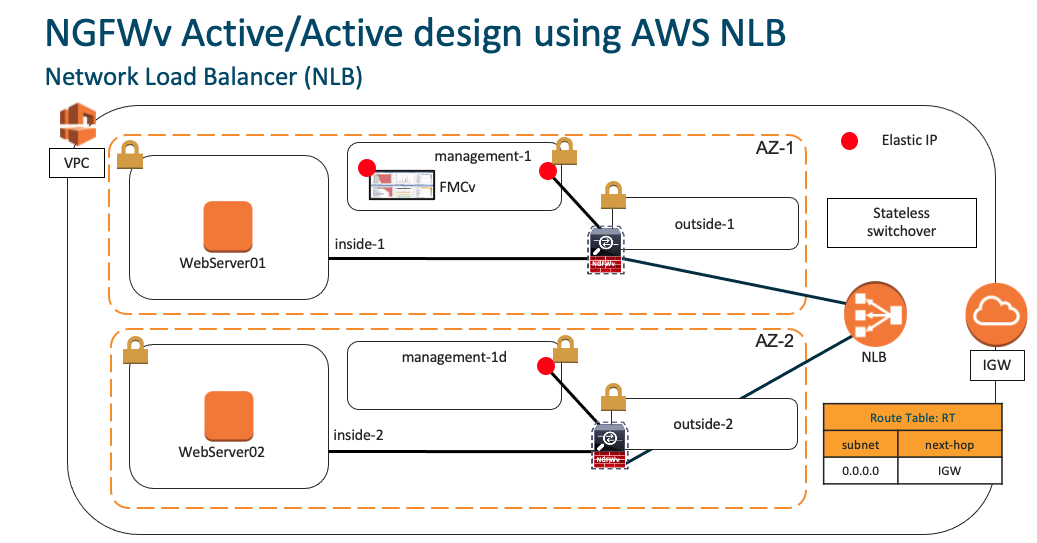 NGFWv Active/Active design using AWS NLB
Network Load Balancer (NLB)
VPC
management-1
AZ-1
Elastic IP
FMCv
outside-1
Stateless
switchover
inside-1
WebServer01
NGFWv
NLB
IGW
management-1d
AZ-2
outside-2
inside-2
WebServer02
NGFWv
Route Table: RT
subnet next-hop
0.0.0.0 IGW